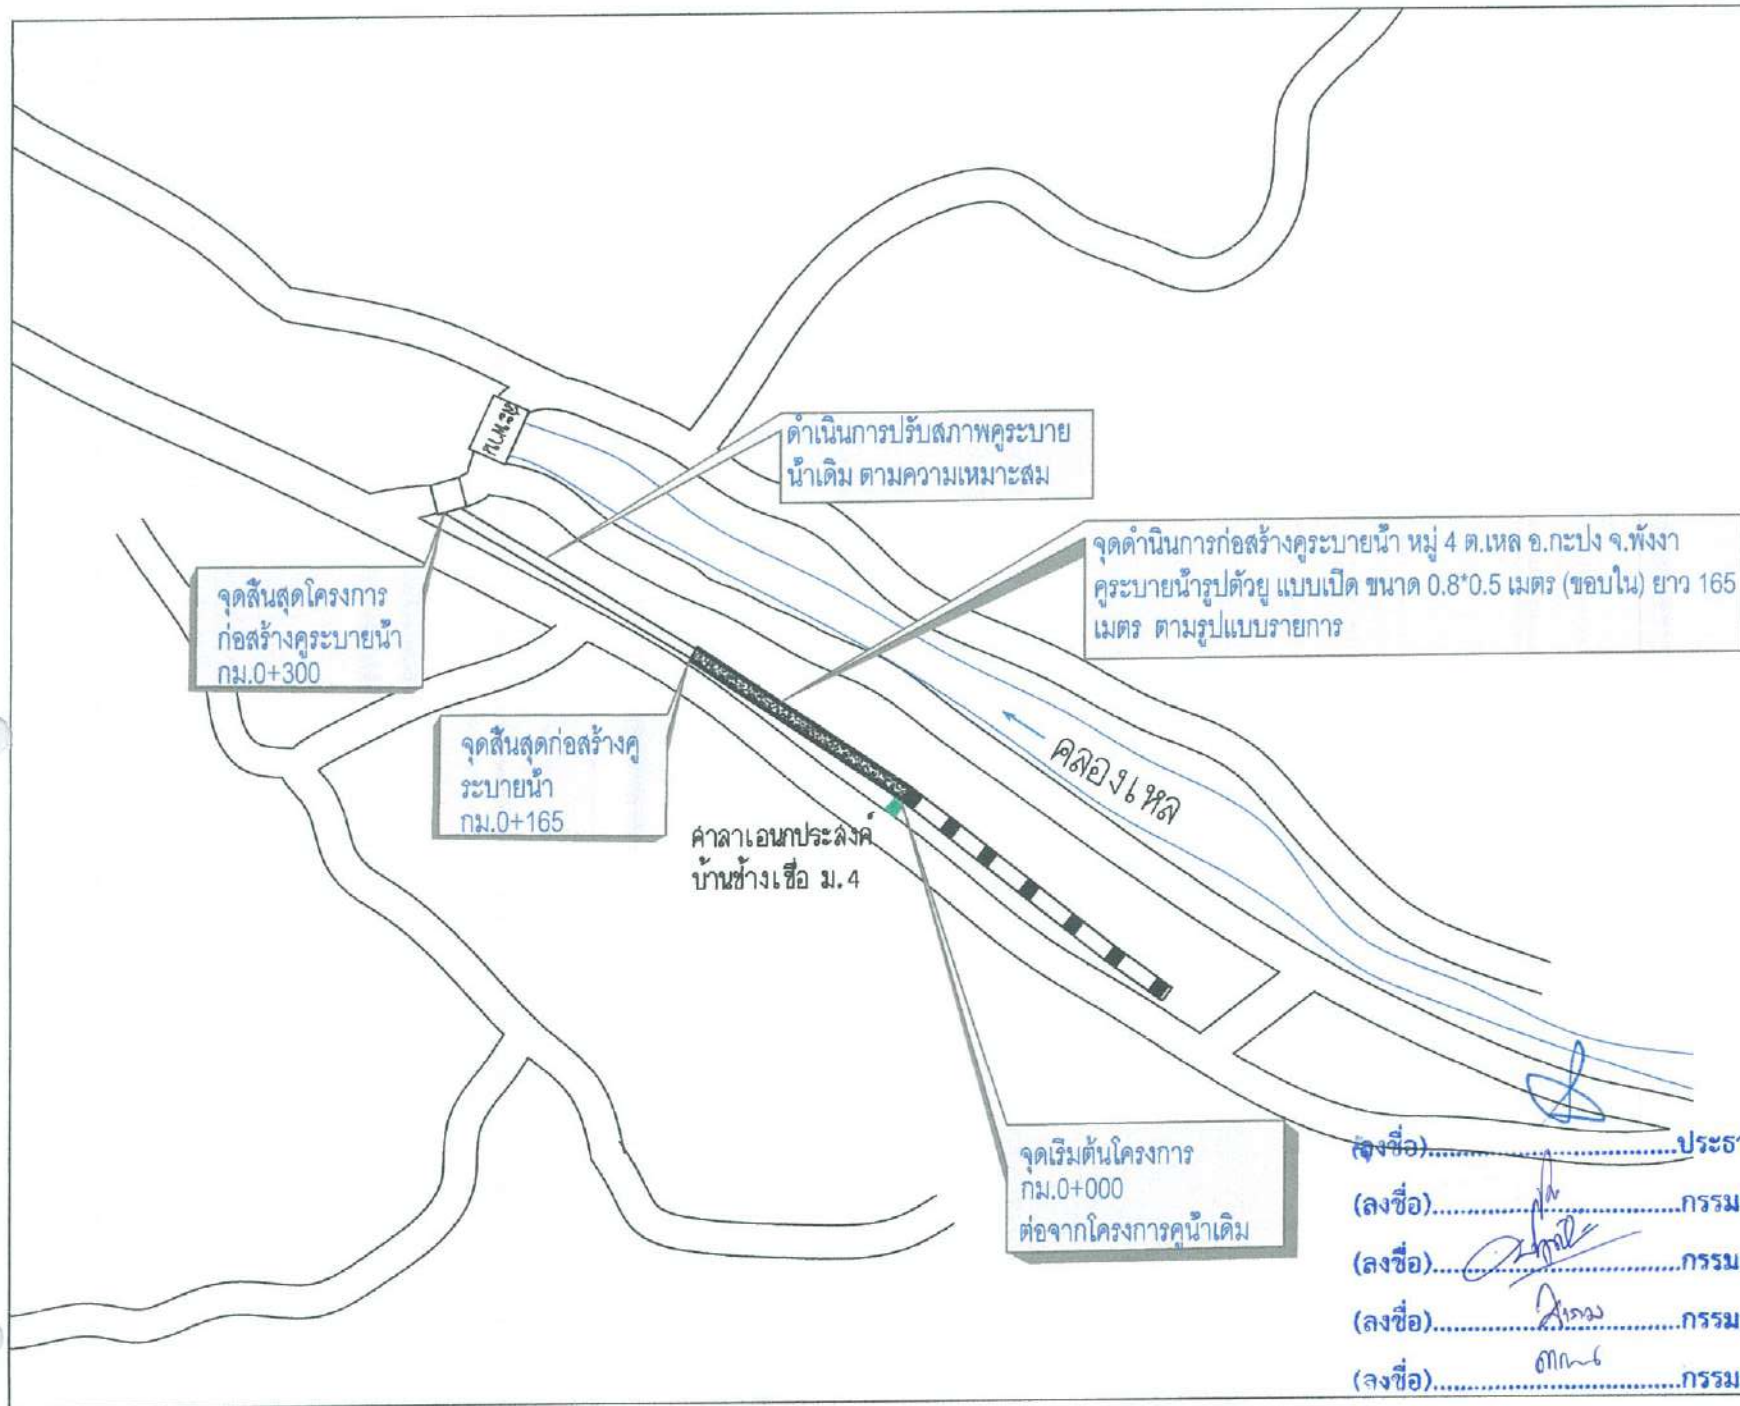 สะพาน
ดำเนินการปรับสภาพคูระบาย
น้ำเดิม ตามความเหมาะสม
จุดดำนินการก่อสร้างคูระบายน้ำ หมู่ 4 ต.เหล อ.กะปง จ.พังงา
คูระบายน้ำรูปตัวยู แบบเปิด ขนาด 0.8*0.5 เมตร (ขอบใน) ยาว 165
เมตร ตามรูปแบบรายการ
จุดสิ้นสุดโครงการ
ก่อสร้างคูระบายน้ำ
กม.0+300
จุดสิ้นสุดก่อสร้างคู
ระบายน้ำ
กม.0+165
คลองเหล
ศาลาเอนกประสงค์
บ้านช้างเชื่อ ม.4
จุดเริ่มต้นโครงการ
กม.0+000
ต่อจากโครงการคูน้ำเดิม
(ลงชื่อ)........................................ประธา
(ลงชื่อ)........................................กรรม
(ลงชื่อ)........................................กรรม
(ลงชื่อ)........................................กรรม
(ลงชื่อ)........................................กรรม